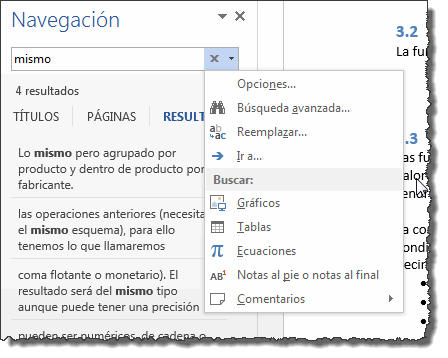 Navegación
mismo
4 resultados
TÍTULOS PÁGINAS RESUL
Lo mismo pero agrupado por
producto y dentro de producto por
fabricante.
las operaciones anteriores (necesita
el mismo esquema), para ello
tenemos lo que llamaremos
coma flotante o monetario). El
resultado será del mismo tipo
aunque puede tener una precisión
pueden ser numéricos, de cadena o
Opciones...
Búsqueda avanzada...
Reemplazar...
Ir a...
Buscar:
Gráficos
Tablas
Ecuaciones
Notas al pie o notas al final
Comentarios
3.2
La fu
.3
as fu
alor
enor
a co
ondi
ecin